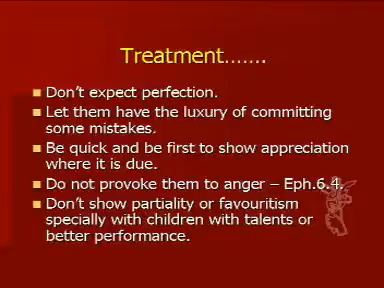 Treatment…….
Don't expect perfection.
Let them have the luxury of committing
some mistakes.
Be quick and be first to show appreciation
where it is due.
Do not provoke them to anger – Eph.6.4.
Don't show partiality or favouritism
specially with children with talents or
better performance.